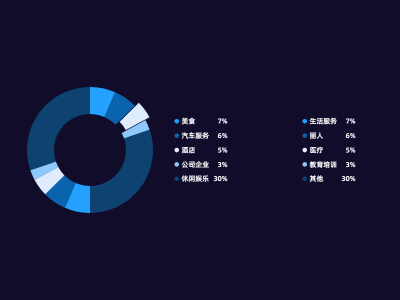 美食 7%
汽车服务 6%
酒店 5%
公司企业 3%
休闲娱乐 30%
生活服务 7%
丽人 6%
医疗 5%
教育培训 3%
其他 30%